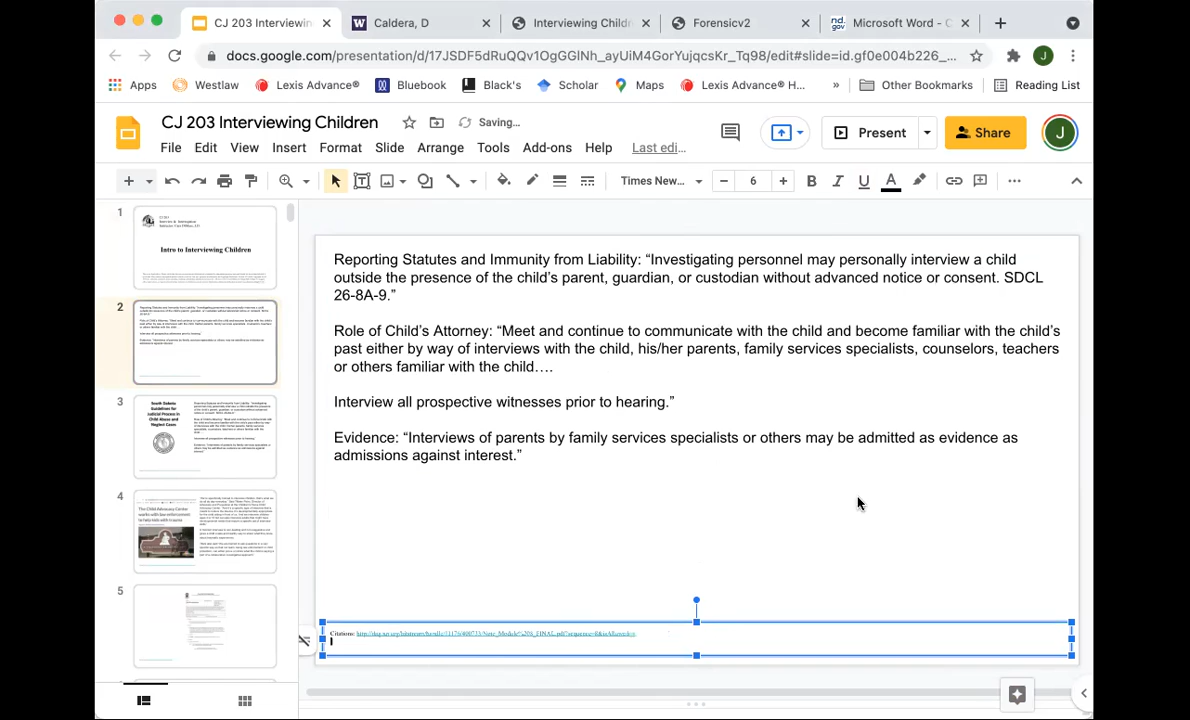 CJ 203 Interviewin
Caldera, D
Interviewing Childr
Forensicv2
nd.
gov
Microsoft Word - C
docs.google.com/presentation/d/17JSDF5dRuQQv1OgGGlNh_ayUiM4GorYujqcsKr_Tq98/edit#slide=id.gf0e004b226_...
J
Apps
Westlaw
Lexis Advance®
Bluebook
Black's
Scholar
Maps
Lexis Advance® H...
»
Other Bookmarks
Reading List
CJ 203 Interviewing Children
Saving...
Present
Share
J
File Edit View Insert Format Slide Arrange Tools Add-ons Help Last edi...
Times New...
6
B I U A
1
Intro to Interviewing Children
2
3
South Dakota
Guidelines for
Judicial Process in
Child Abuse and
Neglect Cases
4
The Child Advocacy Center
works with law enforcement
to help kids with trauma
5
Reporting Statutes and Immunity from Liability: “Investigating personnel may personally interview a child
outside the presence of the child’s parent, guardian, or custodian without advanced notice or consent. SDCL
26-8A-9.”
Role of Child’s Attorney: “Meet and continue to communicate with the child and become familiar with the child’s
past either by way of interviews with the child, his/her parents, family services specialists, counselors, teachers
or others familiar with the child….
Interview all prospective witnesses prior to hearing.”
Evidence: “Interviews of parents by family services specialists or others may be admitted as evidence as
admissions against interest.”
Citations: